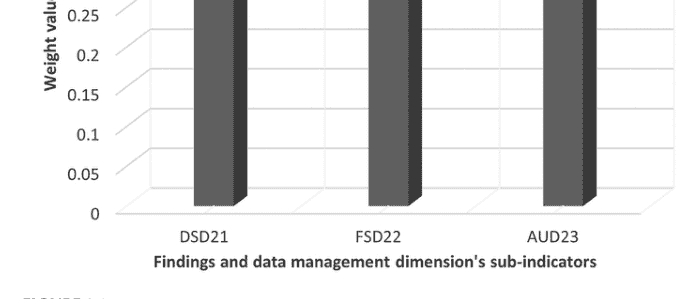 0.25
0.2
0.15
0.1
0.05
0
Weight
DSD21 FSD22 AUD23
Findings and data management dimension's sub-indicators